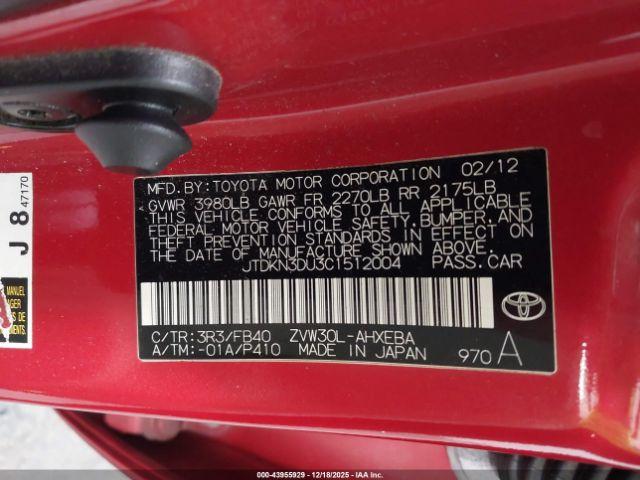 MFD. BY: TOYOTA MOTOR CORPORATION 02/12
GVWR 3980LB GAWR FR 2270LB RR 2175LB
THIS VEHICLE CONFORMS TO ALL APPLICABLE
FEDERAL MOTOR VEHICLE SAFETY, BUMPER, AND
THEFT PREVENTION STANDARDS IN EFFECT ON
THE DATE OF MANUFACTURE SHOWN ABOVE.
JTDKN3DU3C1512004 PASS.CAR
C/TR:3R3/FB40 ZVW30L-AHXEBA
A/TM:-01A/P410 MADE IN JAPAN
970 A
J 8 47170
MANUEL
000-43955929 - 12/18/2025 - IAA Inc.